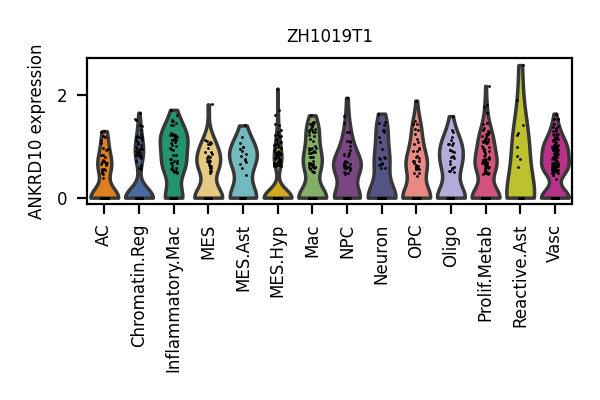 ZH1019T1
ANKRD10 expression
2
0
AC
Chromatin.Reg
Inflammatory.Mac
MES
MES.Ast
MES.Hyp
Mac
NPC
Neuron
OPC
Oligo
Prolif.Metab
Reactive.Ast
Vasc